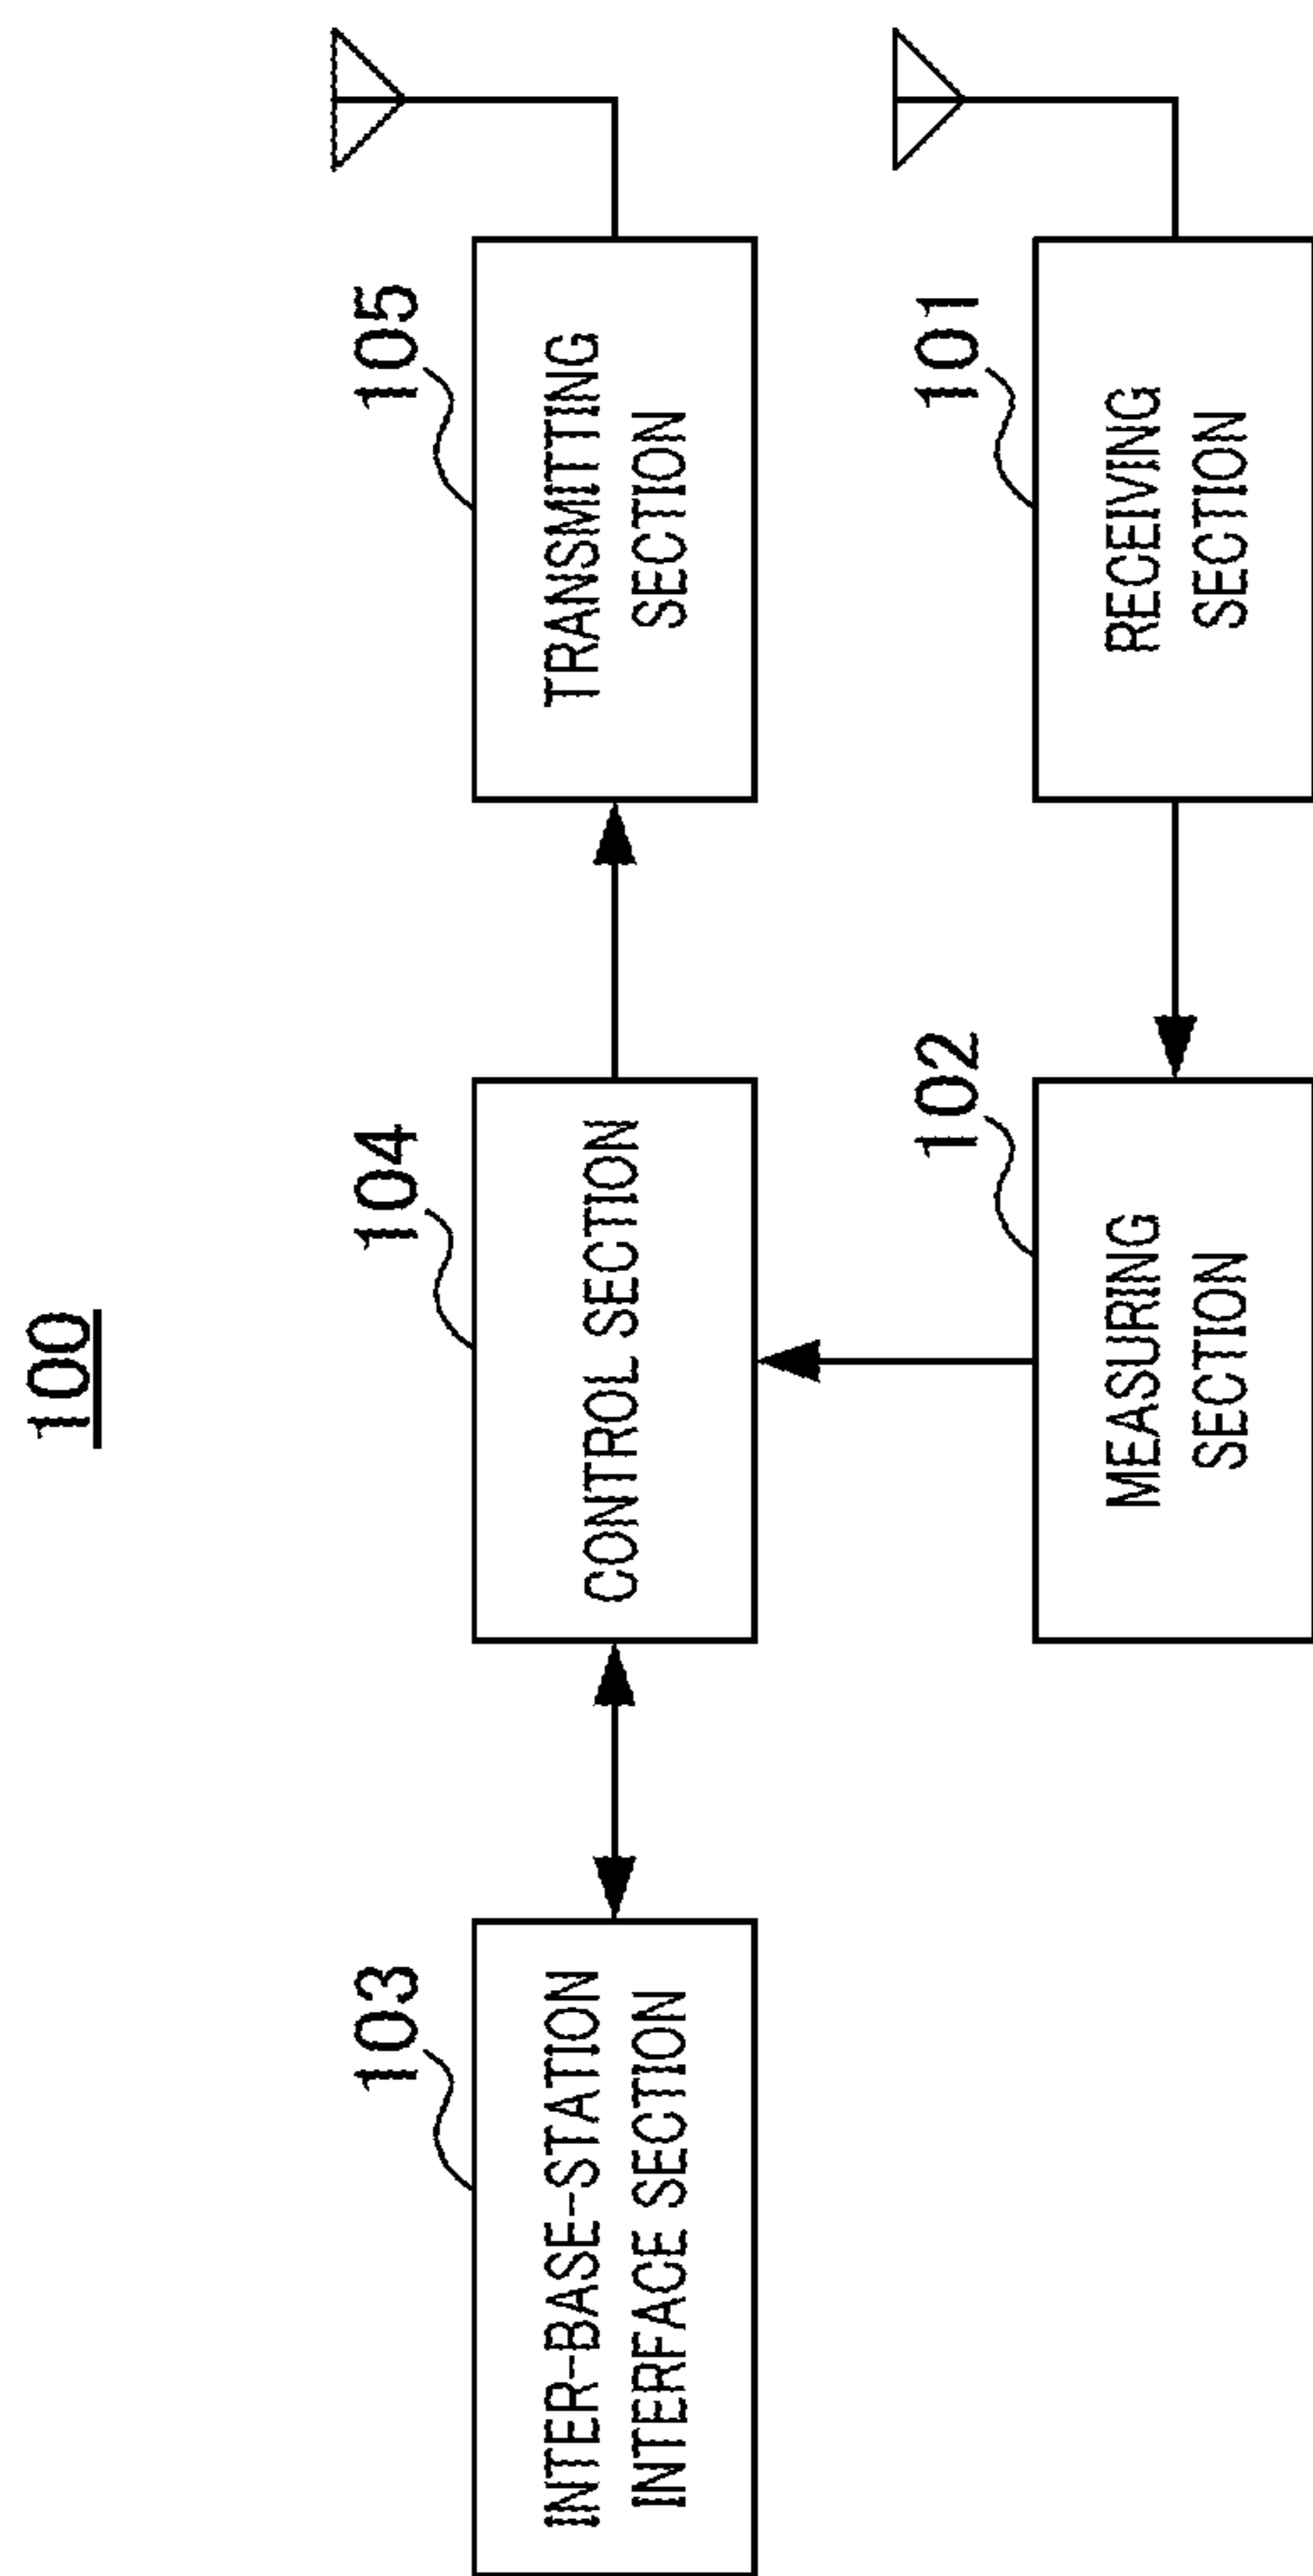 100
103
INTER-BASE-STATION
INTERFACE SECTION
104
CONTROL SECTION
105
TRANSMITTING
SECTION
102
MEASURING
SECTION
101
RECEIVING
SECTION